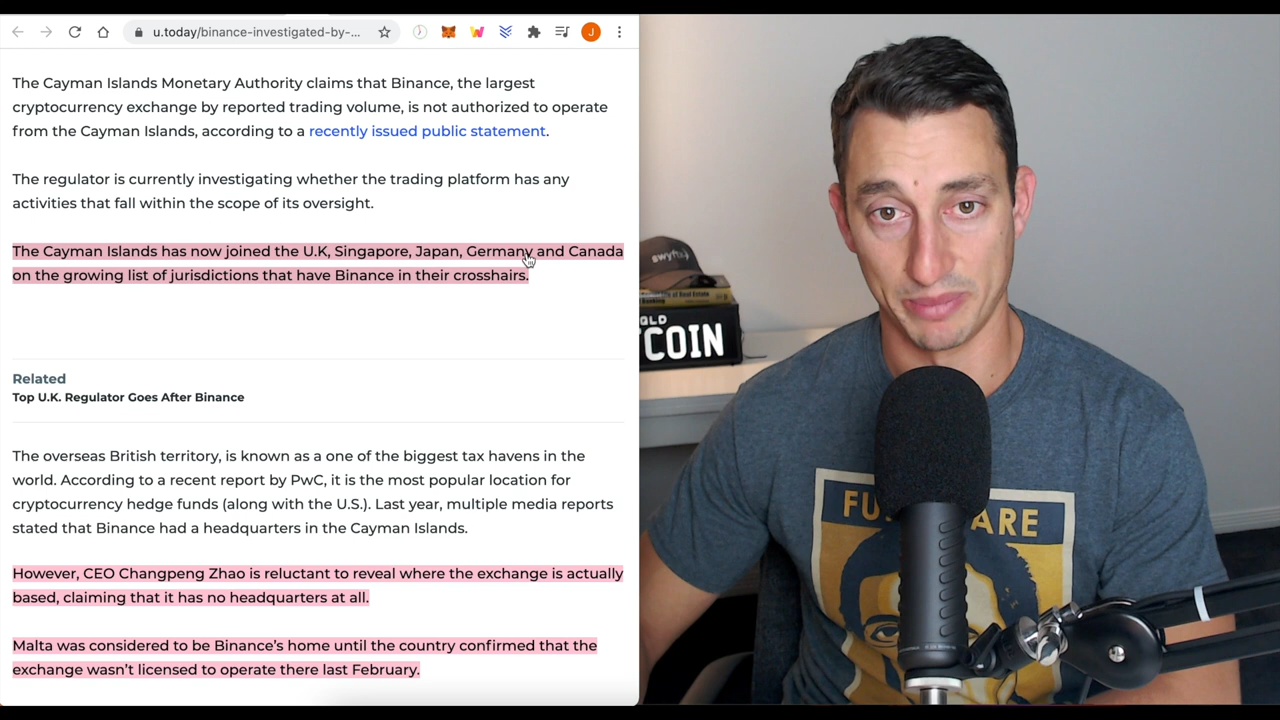 u.today/binance-investigated-by-...
J
The Cayman Islands Monetary Authority claims that Binance, the largest
cryptocurrency exchange by reported trading volume, is not authorized to operate
from the Cayman Islands, according to a recently issued public statement.
The regulator is currently investigating whether the trading platform has any
activities that fall within the scope of its oversight.
The Cayman Islands has now joined the U.K, Singapore, Japan, Germany and Canada
on the growing list of jurisdictions that have Binance in their crosshairs.
Related
Top U.K. Regulator Goes After Binance
The overseas British territory, is known as a one of the biggest tax havens in the
world. According to a recent report by PwC, it is the most popular location for
cryptocurrency hedge funds (along with the U.S.). Last year, multiple media reports
stated that Binance had a headquarters in the Cayman Islands.
However, CEO Changpeng Zhao is reluctant to reveal where the exchange is actually
based, claiming that it has no headquarters at all.
Malta was considered to be Binance’s home until the country confirmed that the
exchange wasn’t licensed to operate there last February.
swyftx
QLD
COIN